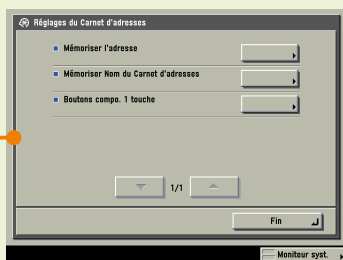 Réglages du Carnet d'adresses
Mémoriser l'adresse
Mémoriser Nom du Carnet d'adresses
Boutons compo. 1 touche
1/1
Fin
Moniteur syst.